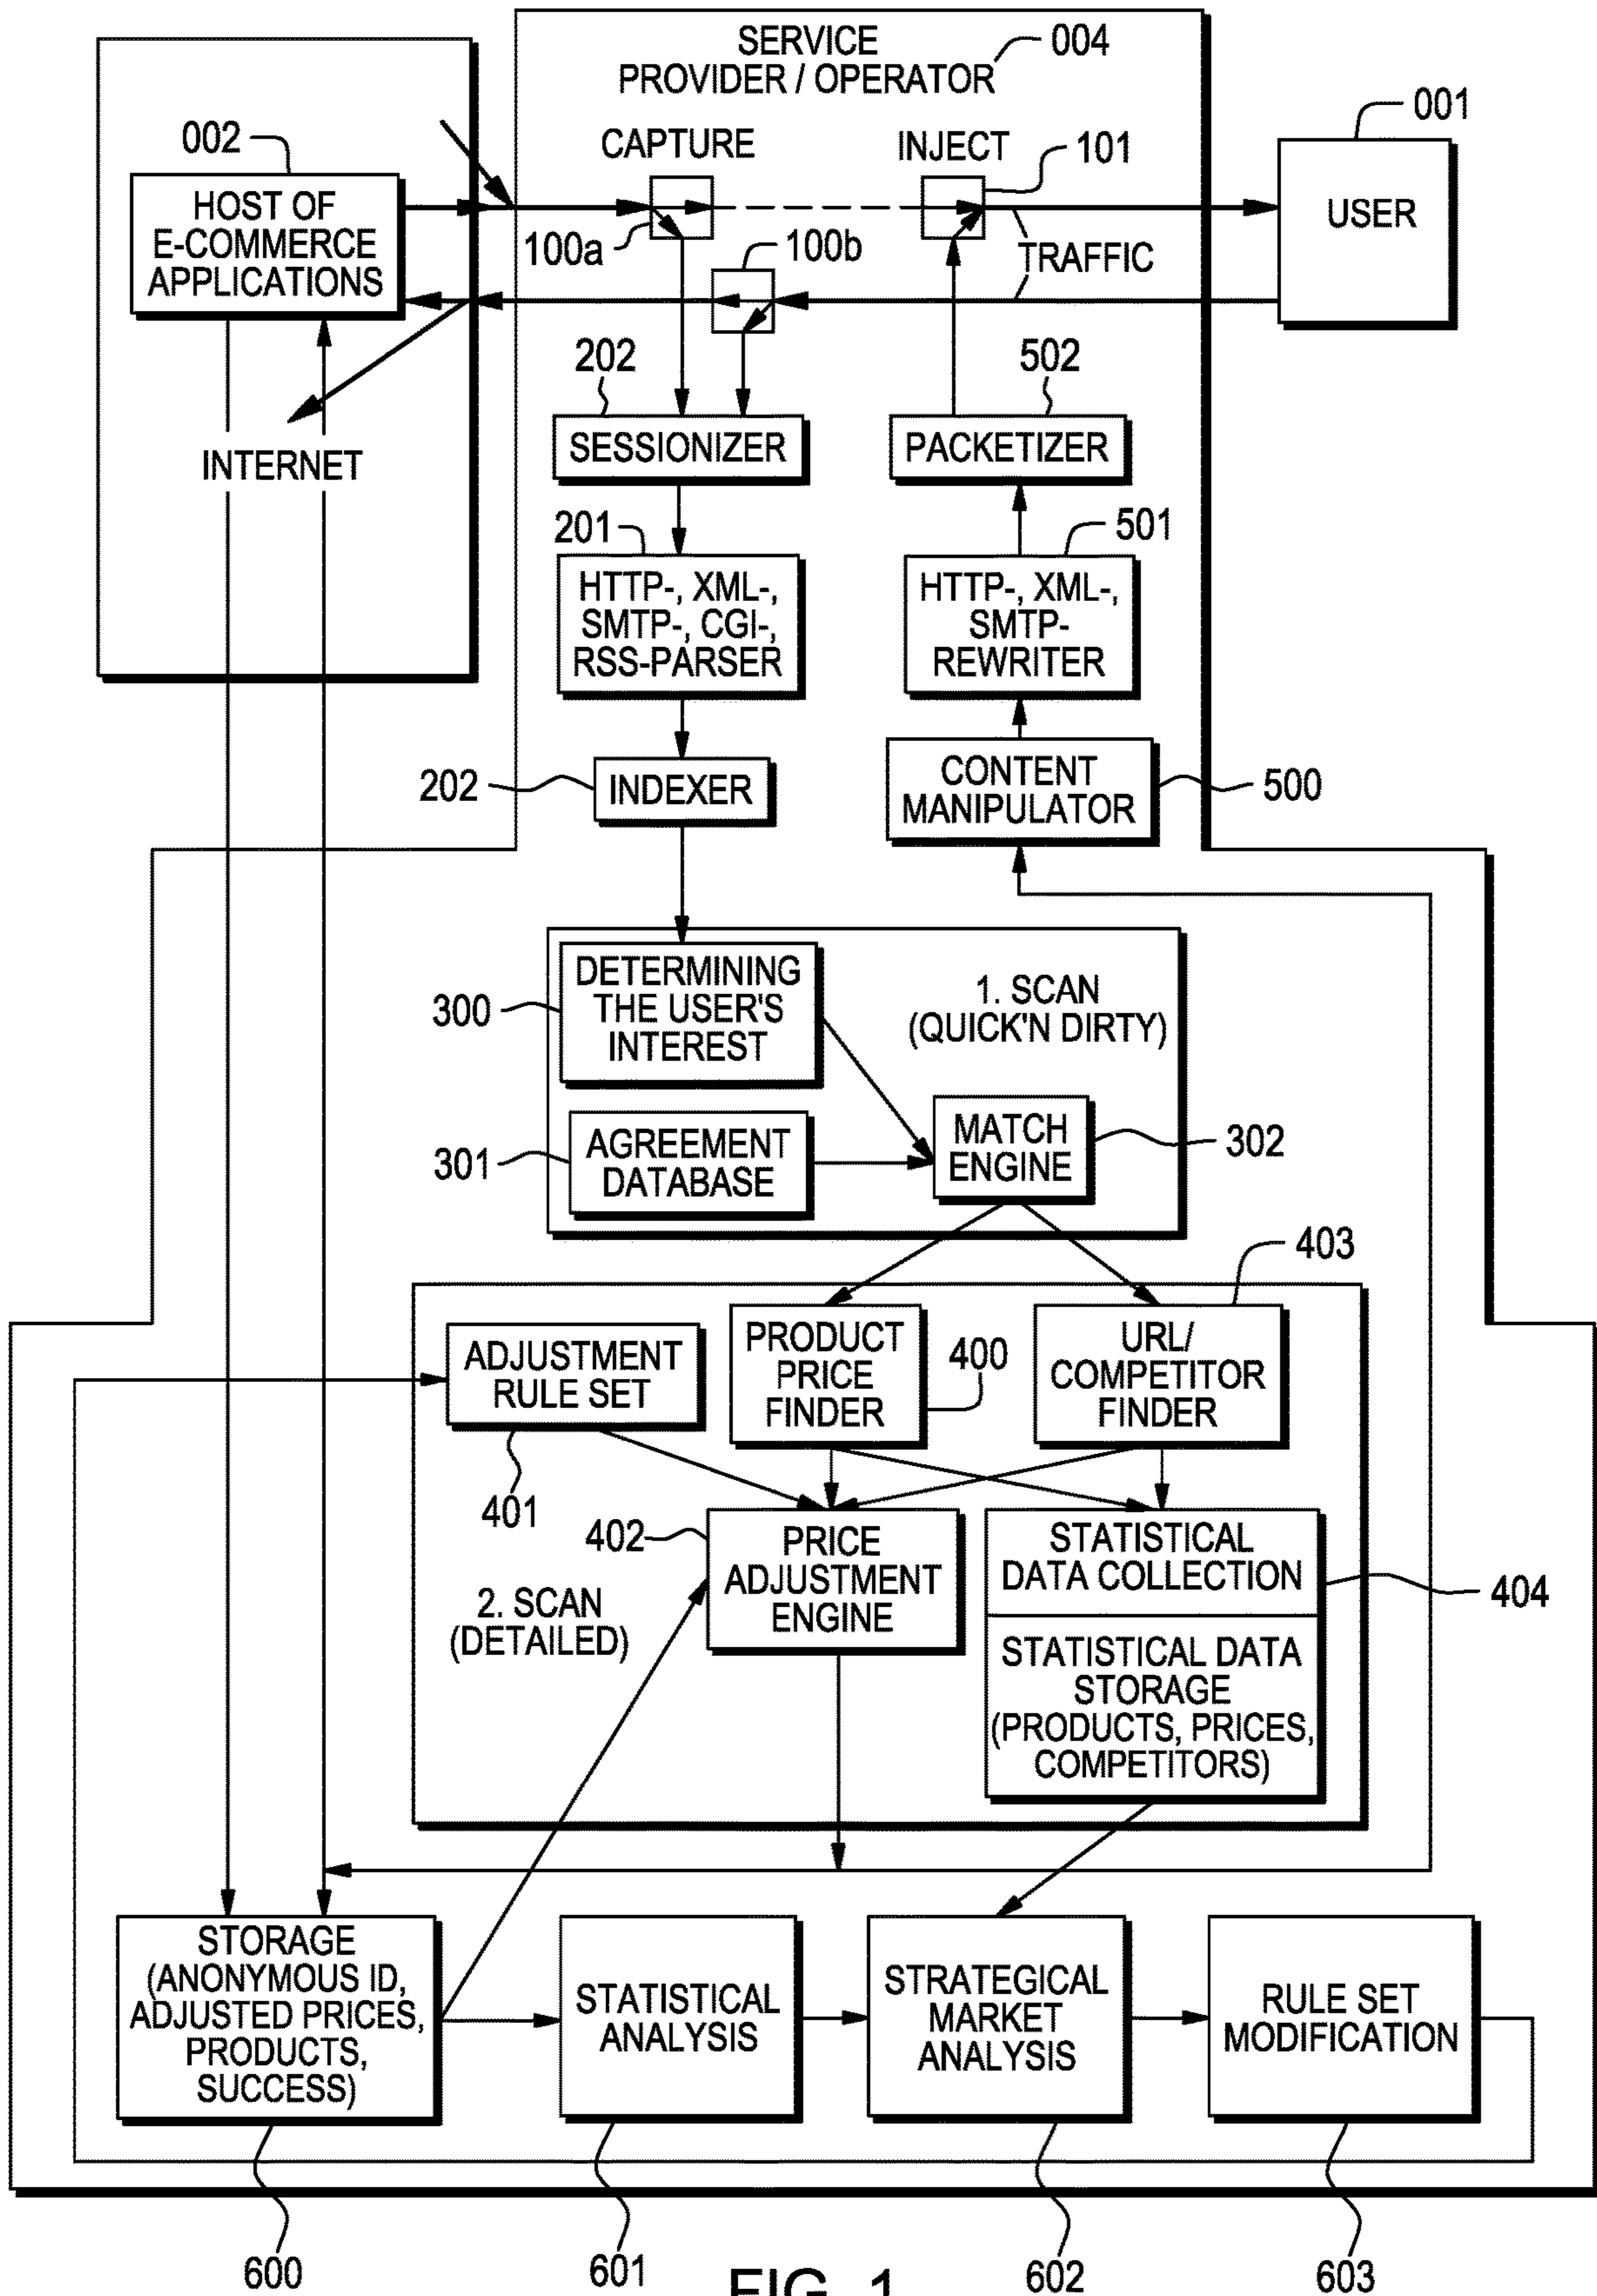 SERVICE
PROVIDER / OPERATOR
004
001
002
CAPTURE
INJECT
101
HOST OF
E-COMMERCE
APPLICATIONS
USER
100a
100b
TRAFFIC
202
502
INTERNET
SESSIONIZER
PACKETIZER
201
501
HTTP-, XML-,
SMTP-, CGI-,
RSS-PARSER
HTTP-, XML-,
SMTP-
REWRITER
202
INDEXER
CONTENT
MANIPULATOR
500
300
DETERMINING
THE USER'S
INTEREST
1. SCAN
(QUICK'N DIRTY)
301
AGREEMENT
DATABASE
MATCH
ENGINE
302
403
ADJUSTMENT
RULE SET
PRODUCT
PRICE
FINDER
400
URL/
COMPETITOR
FINDER
401
402
PRICE
ADJUSTMENT
ENGINE
STATISTICAL
DATA COLLECTION
404
2. SCAN
(DETAILED)
STATISTICAL DATA
STORAGE
(PRODUCTS, PRICES,
COMPETITORS)
STORAGE
(ANONYMOUS ID,
ADJUSTED PRICES,
PRODUCTS,
SUCCESS)
STATISTICAL
ANALYSIS
STRATEGICAL
MARKET
ANALYSIS
RULE SET
MODIFICATION
600
601
602
603
FIG. 1